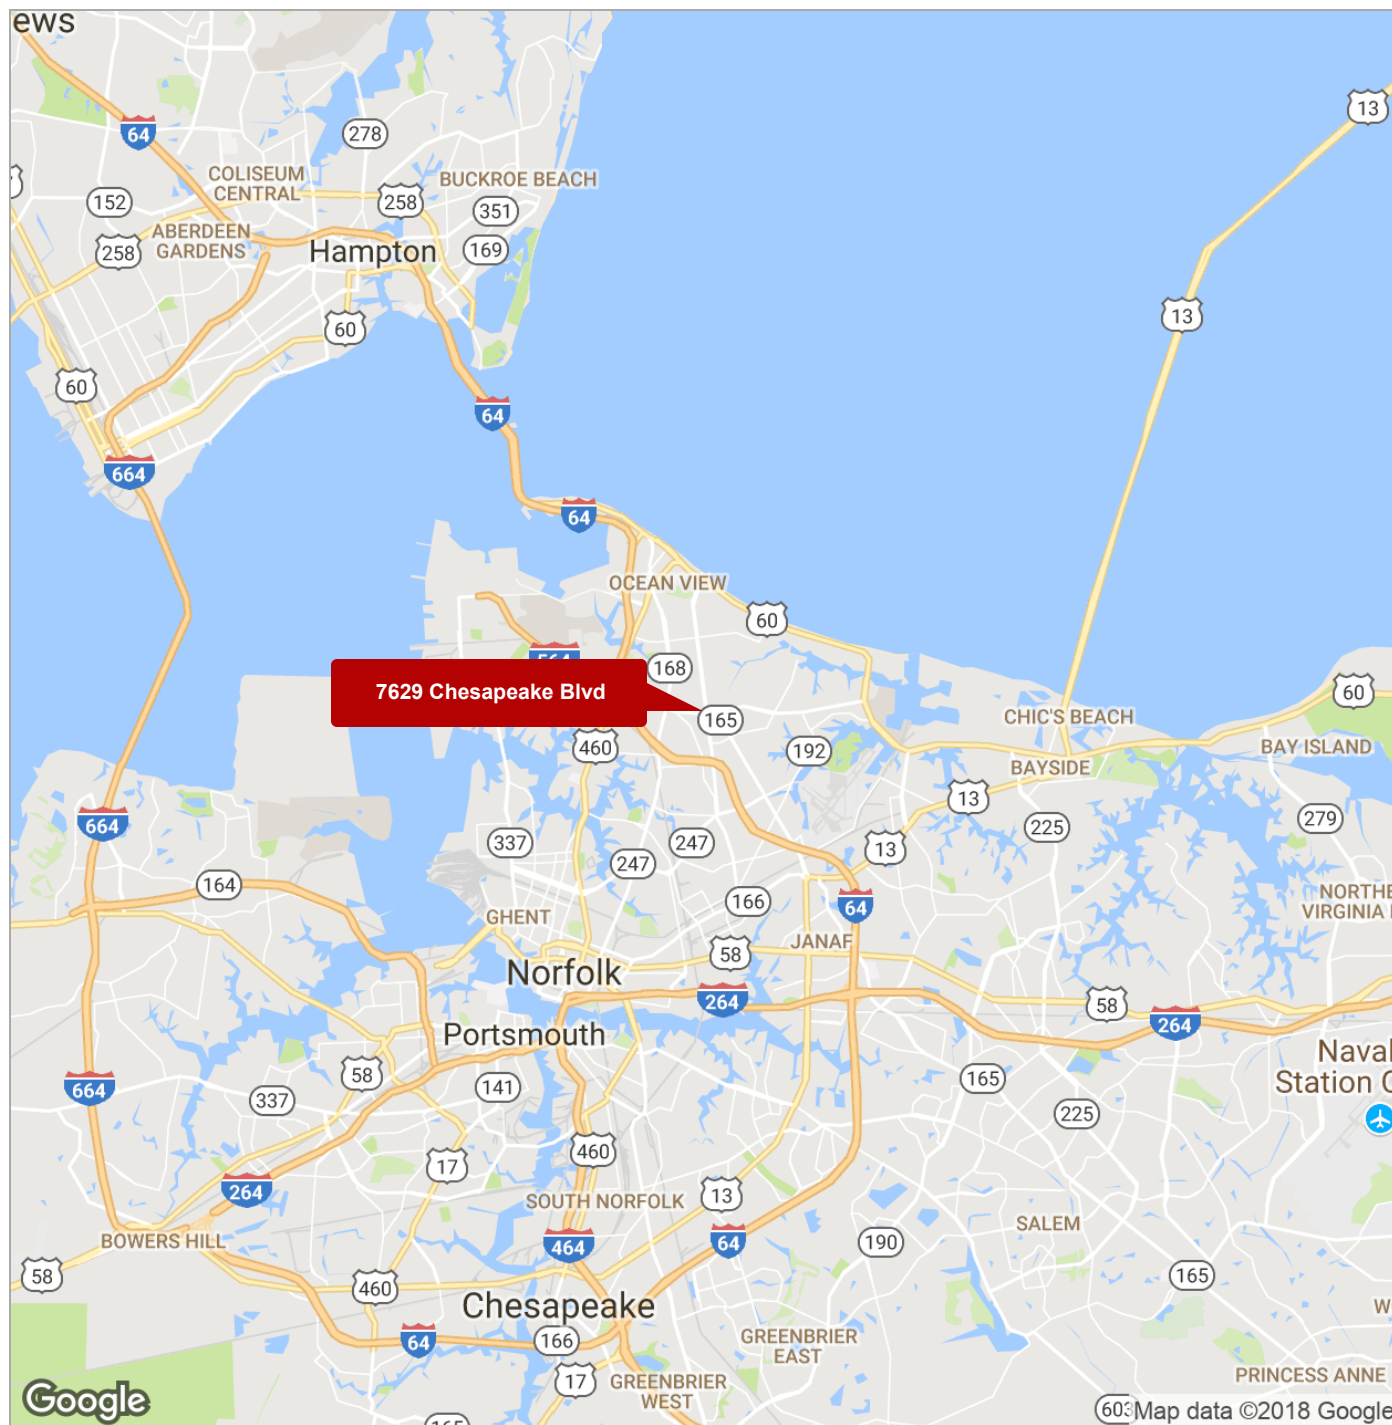 ews
13
64
278
COLISEUM
CENTRAL
BUCKROE BEACH
152
258
351
ABERDEEN
GARDENS
258
Hampton
169
60
13
60
64
664
64
OCEAN VIEW
60
564
168
7629 Chesapeake Blvd
60
165
CHIC'S BEACH
460
192
BAY ISLAND
BAYSIDE
13
664
225
279
337
247
247
13
164
166
64
NORTHE
VIRGINIA
GHENT
JANAF
58
Norfolk
264
58
264
Portsmouth
Naval
Station
58
664
141
165
337
225
460
17
264
13
SOUTH NORFOLK
SALEM
BOWERS HILL
464
64
190
58
460
165
Chesapeake
W
64
166
GREENBRIER
EAST
17
GREENBRIER
WEST
PRINCESS ANNE
Google
165
603
Map data ©2018 Google